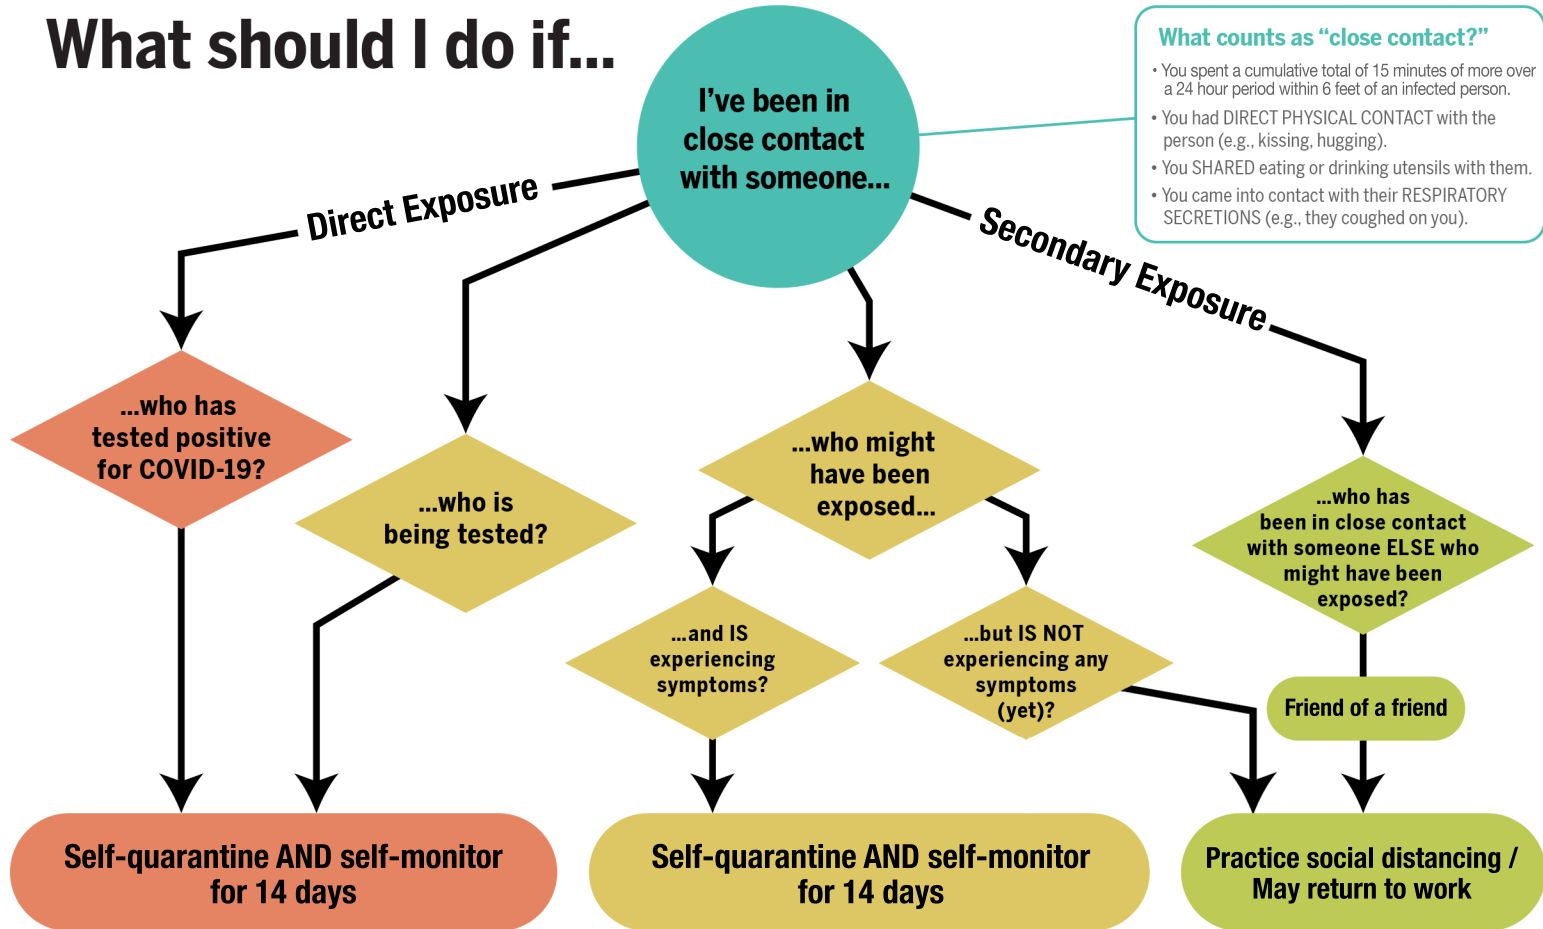 What should I do if...
I’ve been in
close contact
with someone...
What counts as “close contact?”
• You spent a cumulative total of 15 minutes of more over
a 24 hour period within 6 feet of an infected person.
• You had DIRECT PHYSICAL CONTACT with the
person (e.g., kissing, hugging).
• You SHARED eating or drinking utensils with them.
• You came into contact with their RESPIRATORY
SECRETIONS (e.g., they coughed on you).
Direct Exposure
Secondary Exposure
...who has
tested positive
for COVID-19?
...who is
being tested?
...who might
have been
exposed...
...who has
been in close contact
with someone ELSE who
might have been
exposed?
...and IS
experiencing
symptoms?
...but IS NOT
experiencing any
symptoms
(yet)?
Friend of a friend
Self-quarantine AND self-monitor
for 14 days
Self-quarantine AND self-monitor
for 14 days
Practice social distancing /
May return to work